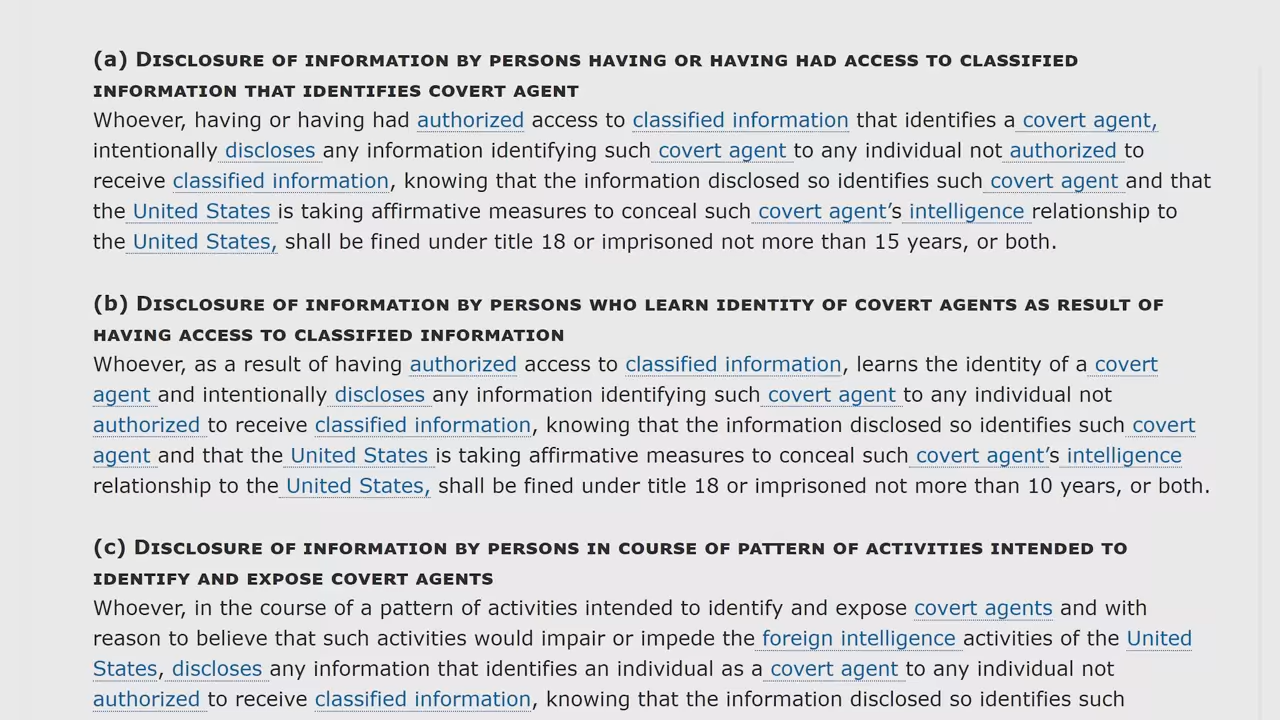 (a) Disclosure of information by persons having or having had access to classified
information that identifies covert agent
Whoever, having or having had authorized access to classified information that identifies a covert agent,
intentionally discloses any information identifying such covert agent to any individual not authorized to
receive classified information, knowing that the information disclosed so identifies such covert agent and that
the United States is taking affirmative measures to conceal such covert agent’s intelligence relationship to
the United States, shall be fined under title 18 or imprisoned not more than 15 years, or both.
(b) Disclosure of information by persons who learn identity of covert agents as result of
having access to classified information
Whoever, as a result of having authorized access to classified information, learns the identity of a covert
agent and intentionally discloses any information identifying such covert agent to any individual not
authorized to receive classified information, knowing that the information disclosed so identifies such covert
agent and that the United States is taking affirmative measures to conceal such covert agent’s intelligence
relationship to the United States, shall be fined under title 18 or imprisoned not more than 10 years, or both.
(c) Disclosure of information by persons in course of pattern of activities intended to
identify and expose covert agents
Whoever, in the course of a pattern of activities intended to identify and expose covert agents and with
reason to believe that such activities would impair or impede the foreign intelligence activities of the United
States, discloses any information that identifies an individual as a covert agent to any individual not
authorized to receive classified information, knowing that the information disclosed so identifies such